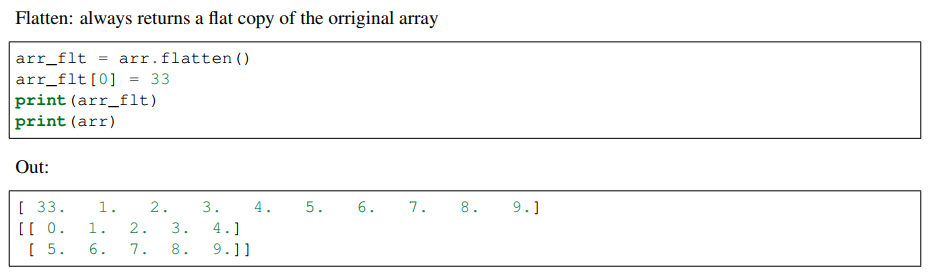 Flatten: always returns a flat copy of the orriginal array
arr_flt = arr.flatten()
arr_flt[0] = 33
print(arr_flt)
print(arr)
Out:
[ 33. 1. 2. 3. 4. 5. 6. 7. 8. 9.]
[[ 0. 1. 2. 3. 4.]
[ 5. 6. 7. 8. 9.]]